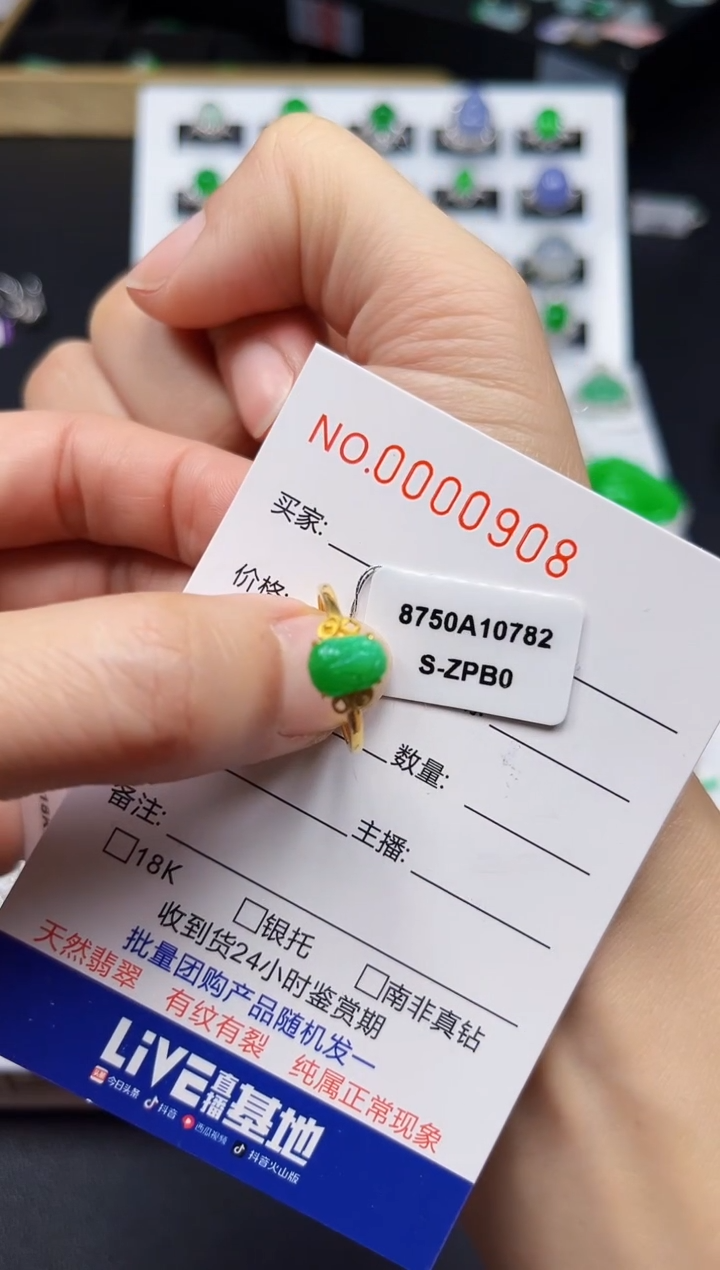 NO.0000908
买家:
价格:
8750A10782
S-ZPB0
数量:
备注:
主播:
18K
银托
南非真钻
收到货24小时鉴赏期
批量团购产品随机发一
天然翡翠 有纹有裂 纯属正常现象
LiVE直播基地
今日头条 抖音 西瓜视频 抖音火山版